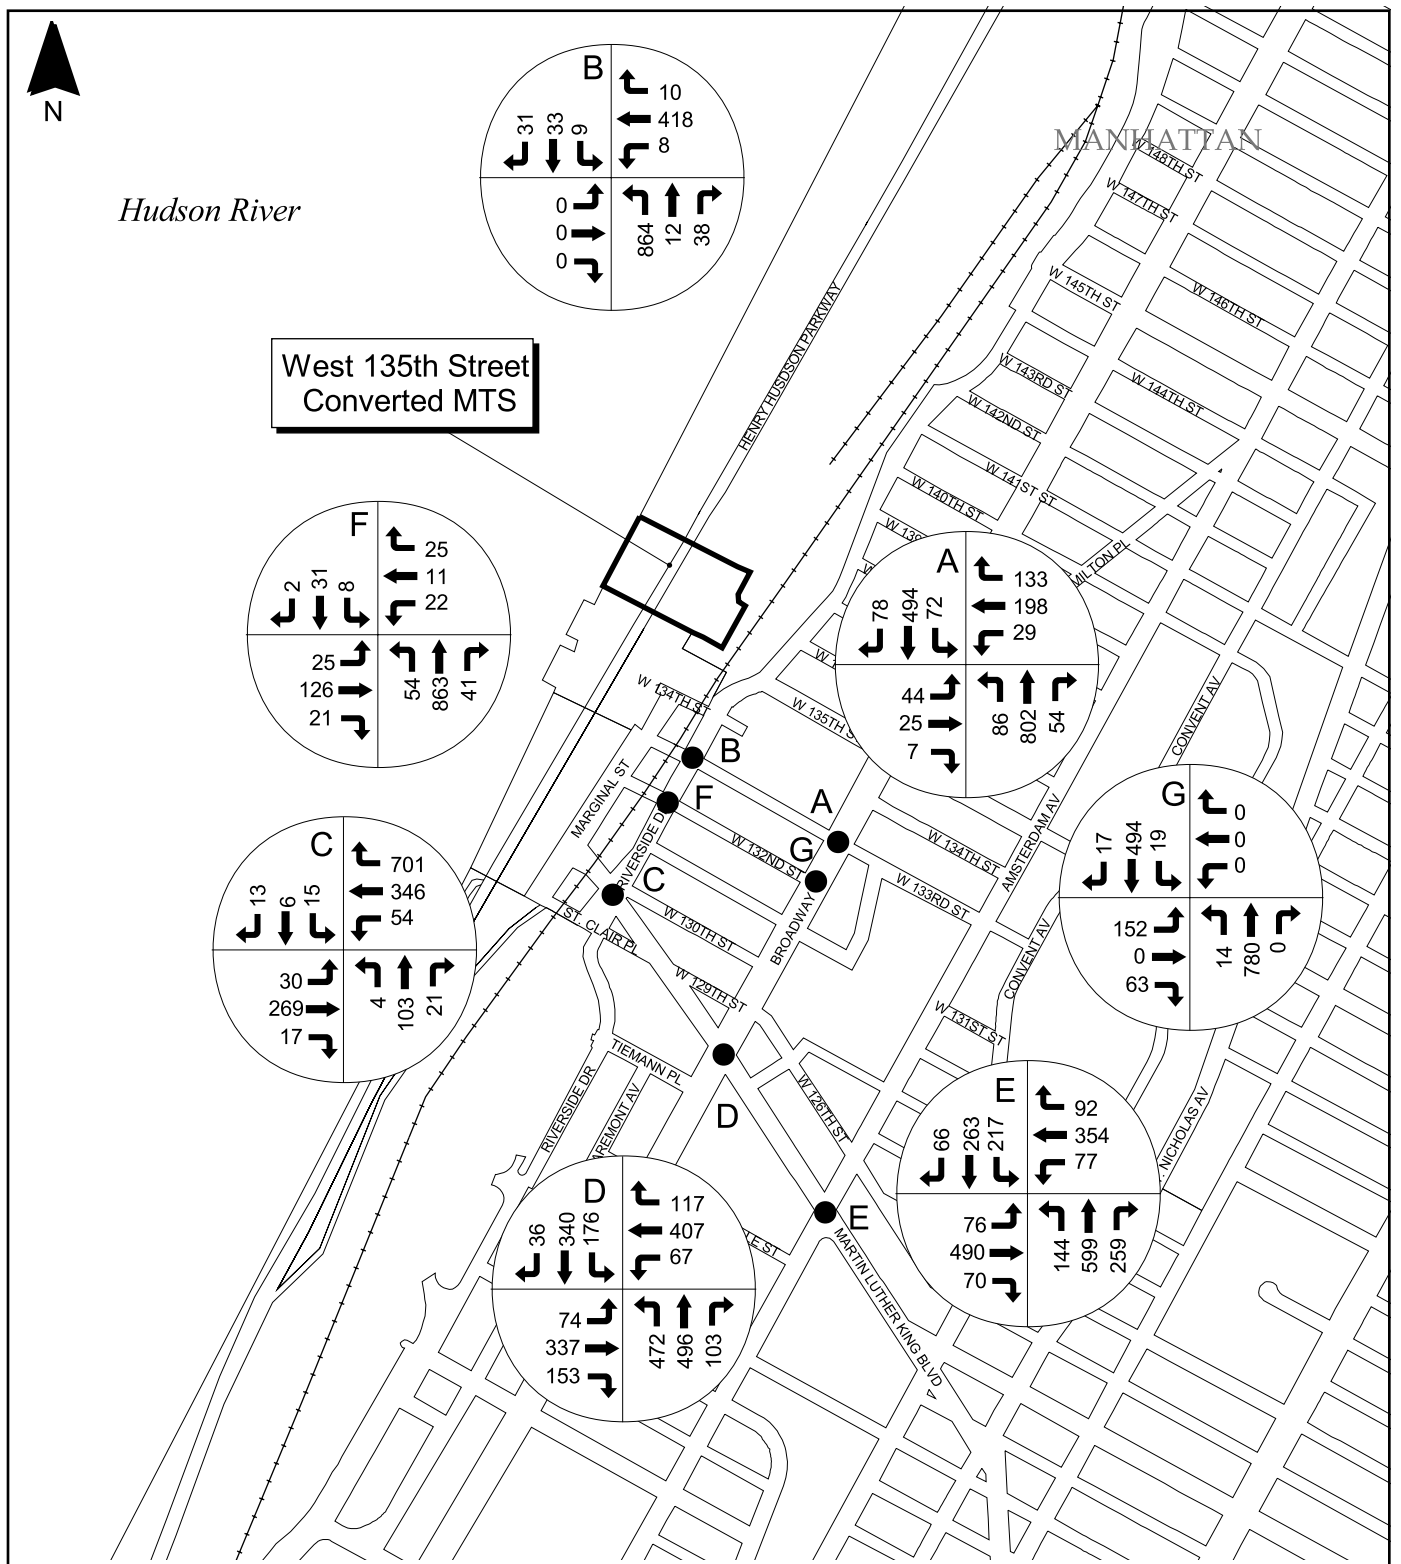 N
Hudson River
MANHATTAN
B
10
418
8
31
33
9
0
0
0
864
12
38
West 135th Street
Converted MTS
HENRY HUSDSON PARKWAY
W 148TH ST
W 147TH ST
W 145TH ST
W 146TH ST
W 143RD ST
W 144TH ST
W 142ND ST
W 141ST ST
W 140TH ST
W 139
MILTON PL
F
25
11
22
2
31
8
25
126
21
54
863
41
A
133
198
29
78
494
72
44
25
7
86
802
54
W 134TH ST
W 135TH S
CONVENT AV
B
F
A
G
C
MARGINAL ST
RIVERSIDE D
W 132ND ST
W 134TH ST
W 133RD ST
AMSTERDAM AV
BROADWAY
W 130TH ST
ST. CLAIR PL
W 129TH ST
CONVENT AV
W 131ST ST
G
0
0
0
17
494
19
152
0
63
14
780
0
C
701
346
54
13
6
15
30
269
17
4
103
21
TIEMANN PL
RIVERSIDE DR
AREMONT AV
W 126TH ST
D
E
NICHOLAS AV
E
92
354
77
66
263
217
76
490
70
144
599
259
D
117
407
67
36
340
176
74
337
153
472
496
103
LE ST
MARTIN LUTHER KING BLVD